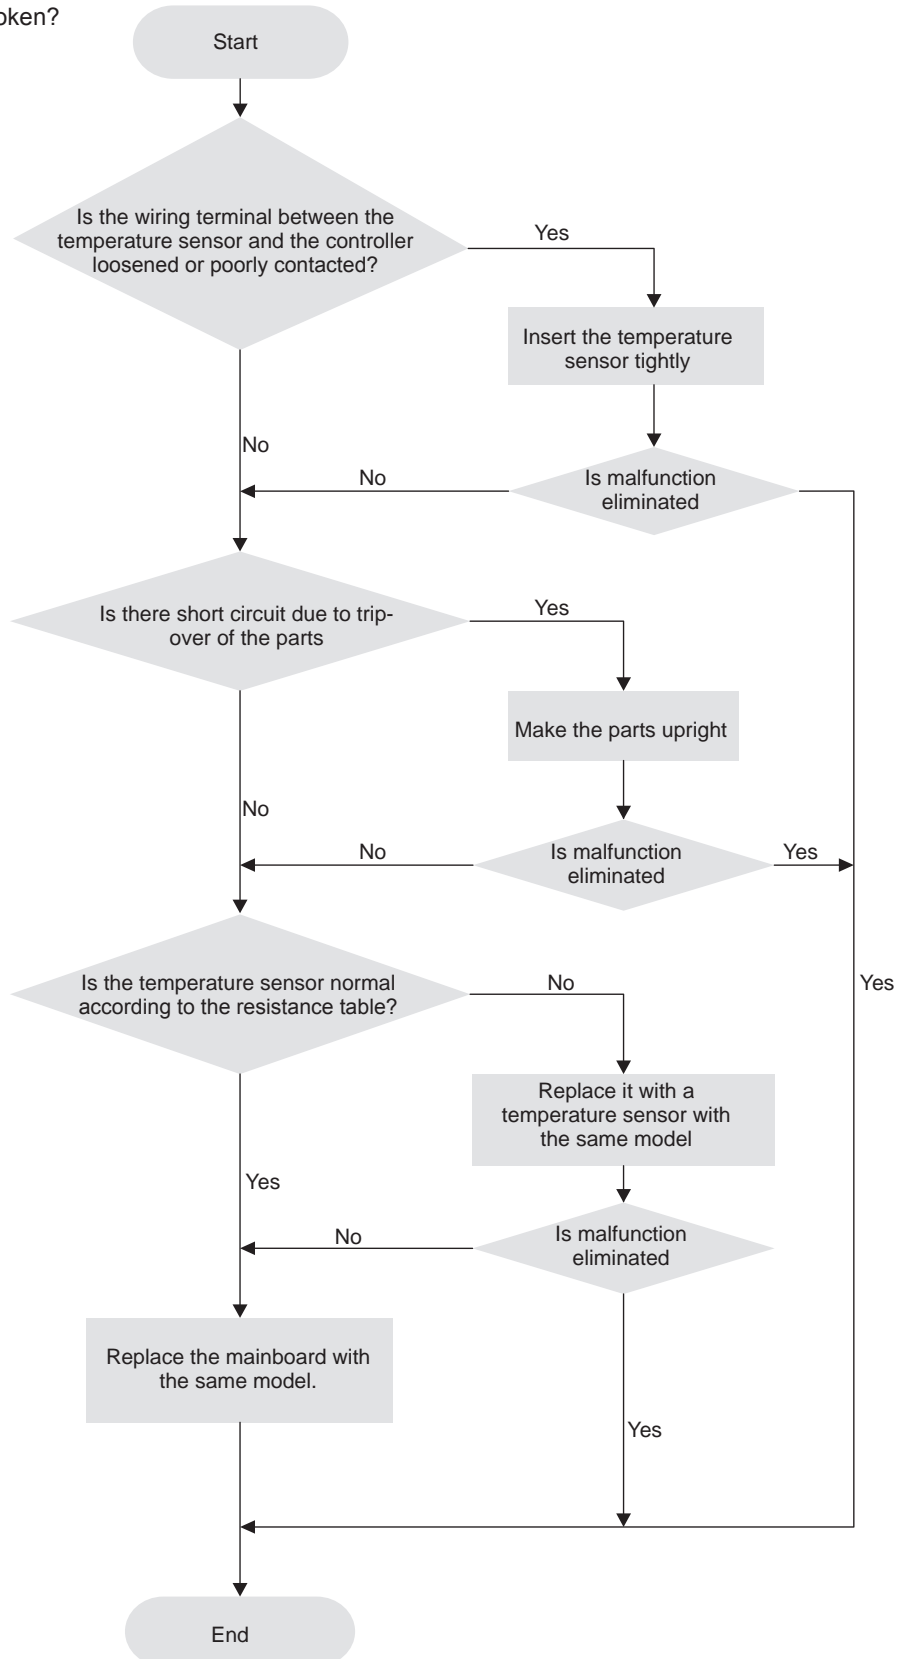 oken?
Start
Is the wiring terminal between the
temperature sensor and the controller
loosened or poorly contacted?
Yes
Insert the temperature
sensor tightly
No
No
Is malfunction
eliminated
Is there short circuit due to trip-
over of the parts
Yes
Make the parts upright
No
No
Is malfunction
eliminated
Yes
Is the temperature sensor normal
according to the resistance table?
No
Yes
Replace it with a
temperature sensor with
the same model
Yes
No
Is malfunction
eliminated
Replace the mainboard with
the same model.
Yes
End